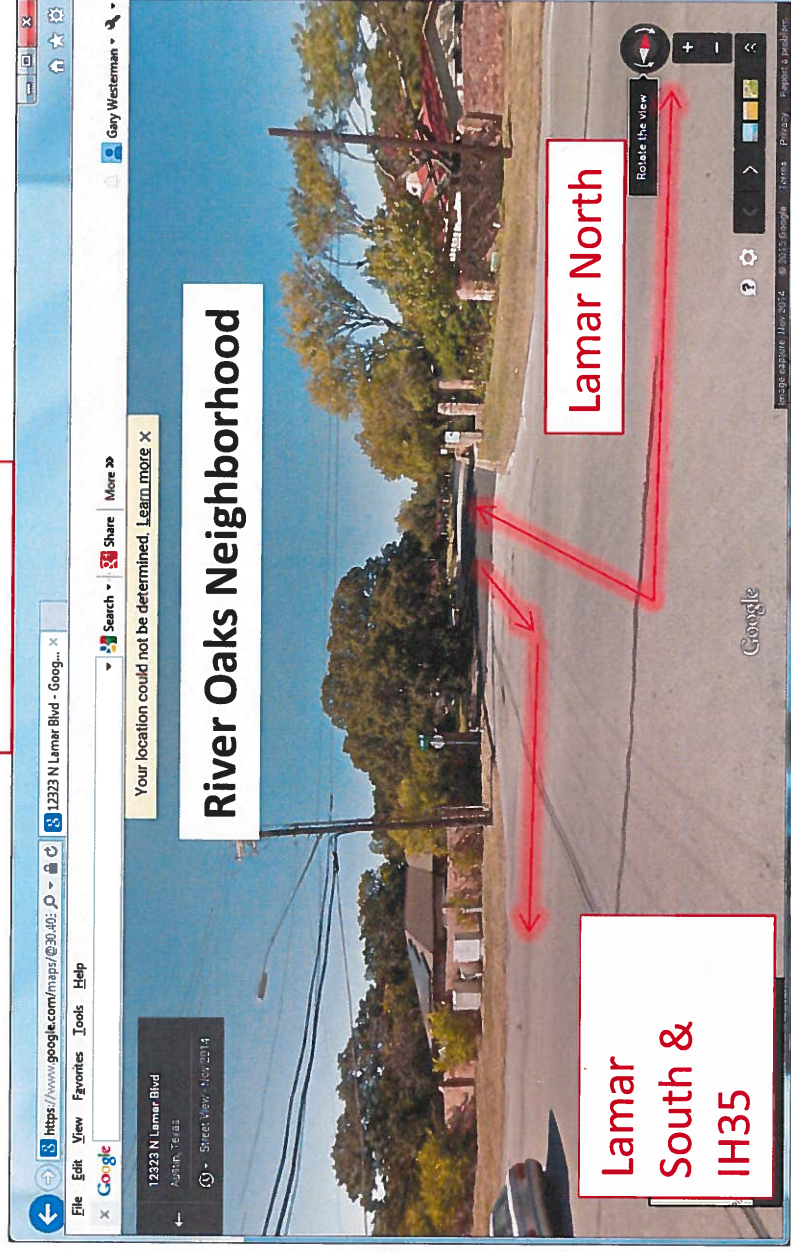 https://www.google.com/maps/@30.403
12323 N Lamar Blvd - Goog...
File Edit View Favorites Tools Help
Google
Search
Share
More »
Gary Westerman
Your location could not be determined. Learn more
12323 N Lamar Blvd
Austin, Texas
Street View - Nov 2014
River Oaks Neighborhood
Lamar North
Rotate the view
Lamar
South &
IH35
Google
Image capture: Nov 2014 © 2015 Google Terms Privacy Report a problem